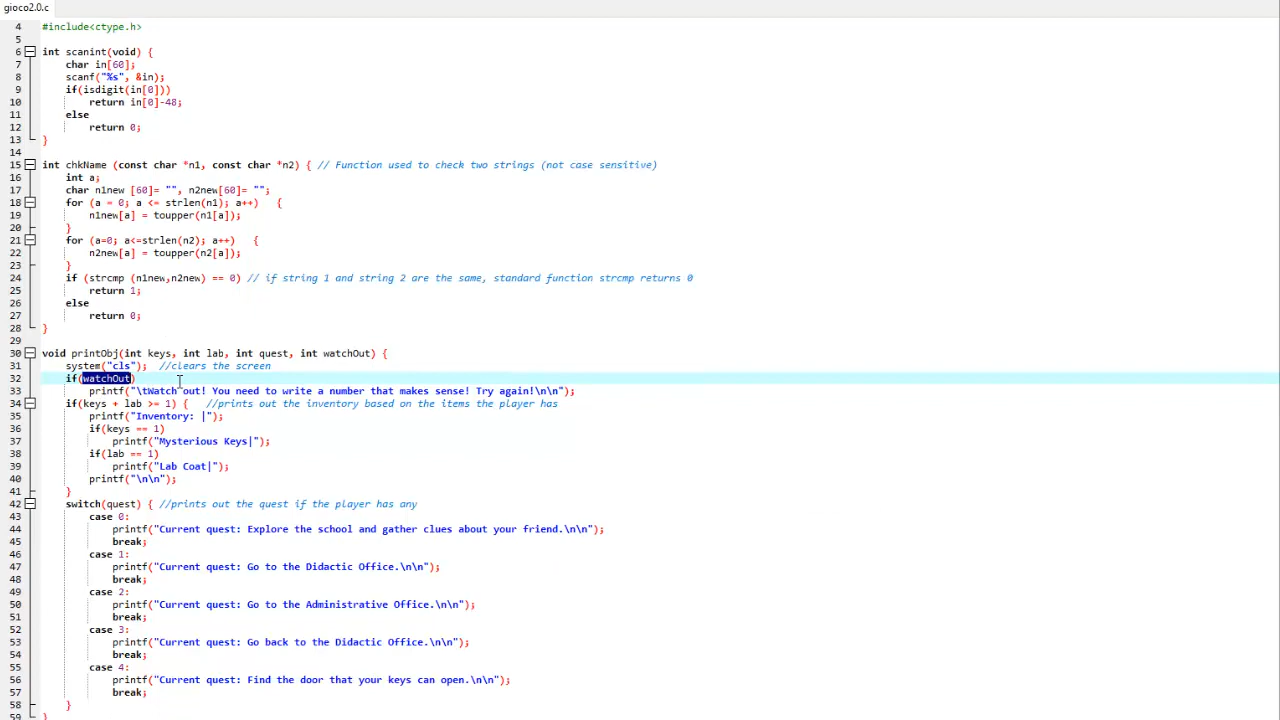 gioco2.0.c
4 #include<ctype.h>
5
6 int scanint(void) {
7 char in[60];
8 scanf("%s", &in);
9 if(isdigit(in[0]))
10 return in[0]-48;
11 else
12 return 0;
13 }
14
15 int chkName (const char *n1, const char *n2) { // Function used to check two strings (not case sensitive)
16 int a;
17 char n1new [60]= "", n2new[60]= "";
18 for (a = 0; a <= strlen(n1); a++) {
19 n1new[a] = toupper(n1[a]);
20 }
21 for (a=0; a<=strlen(n2); a++) {
22 n2new[a] = toupper(n2[a]);
23 }
24 if (strcmp (n1new,n2new) == 0) // if string 1 and string 2 are the same, standard function strcmp returns 0
25 return 1;
26 else
27 return 0;
28 }
29
30 void printObj(int keys, int lab, int quest, int watchOut) {
31 system("cls"); //clears the screen
32 if(watchOut)
33 printf("\tWatch out! You need to write a number that makes sense! Try again!\n\n");
34 if(keys + lab >= 1) { //prints out the inventory based on the items the player has
35 printf("Inventory: |");
36 if(keys == 1)
37 printf("Mysterious Keys|");
38 if(lab == 1)
39 printf("Lab Coat|");
40 printf("\n\n");
41 }
42 switch(quest) { //prints out the quest if the player has any
43 case 0:
44 printf("Current quest: Explore the school and gather clues about your friend.\n\n");
45 break;
46 case 1:
47 printf("Current quest: Go to the Didactic Office.\n\n");
48 break;
49 case 2:
50 printf("Current quest: Go to the Administrative Office.\n\n");
51 break;
52 case 3:
53 printf("Current quest: Go back to the Didactic Office.\n\n");
54 break;
55 case 4:
56 printf("Current quest: Find the door that your keys can open.\n\n");
57 break;
58 }
59 }